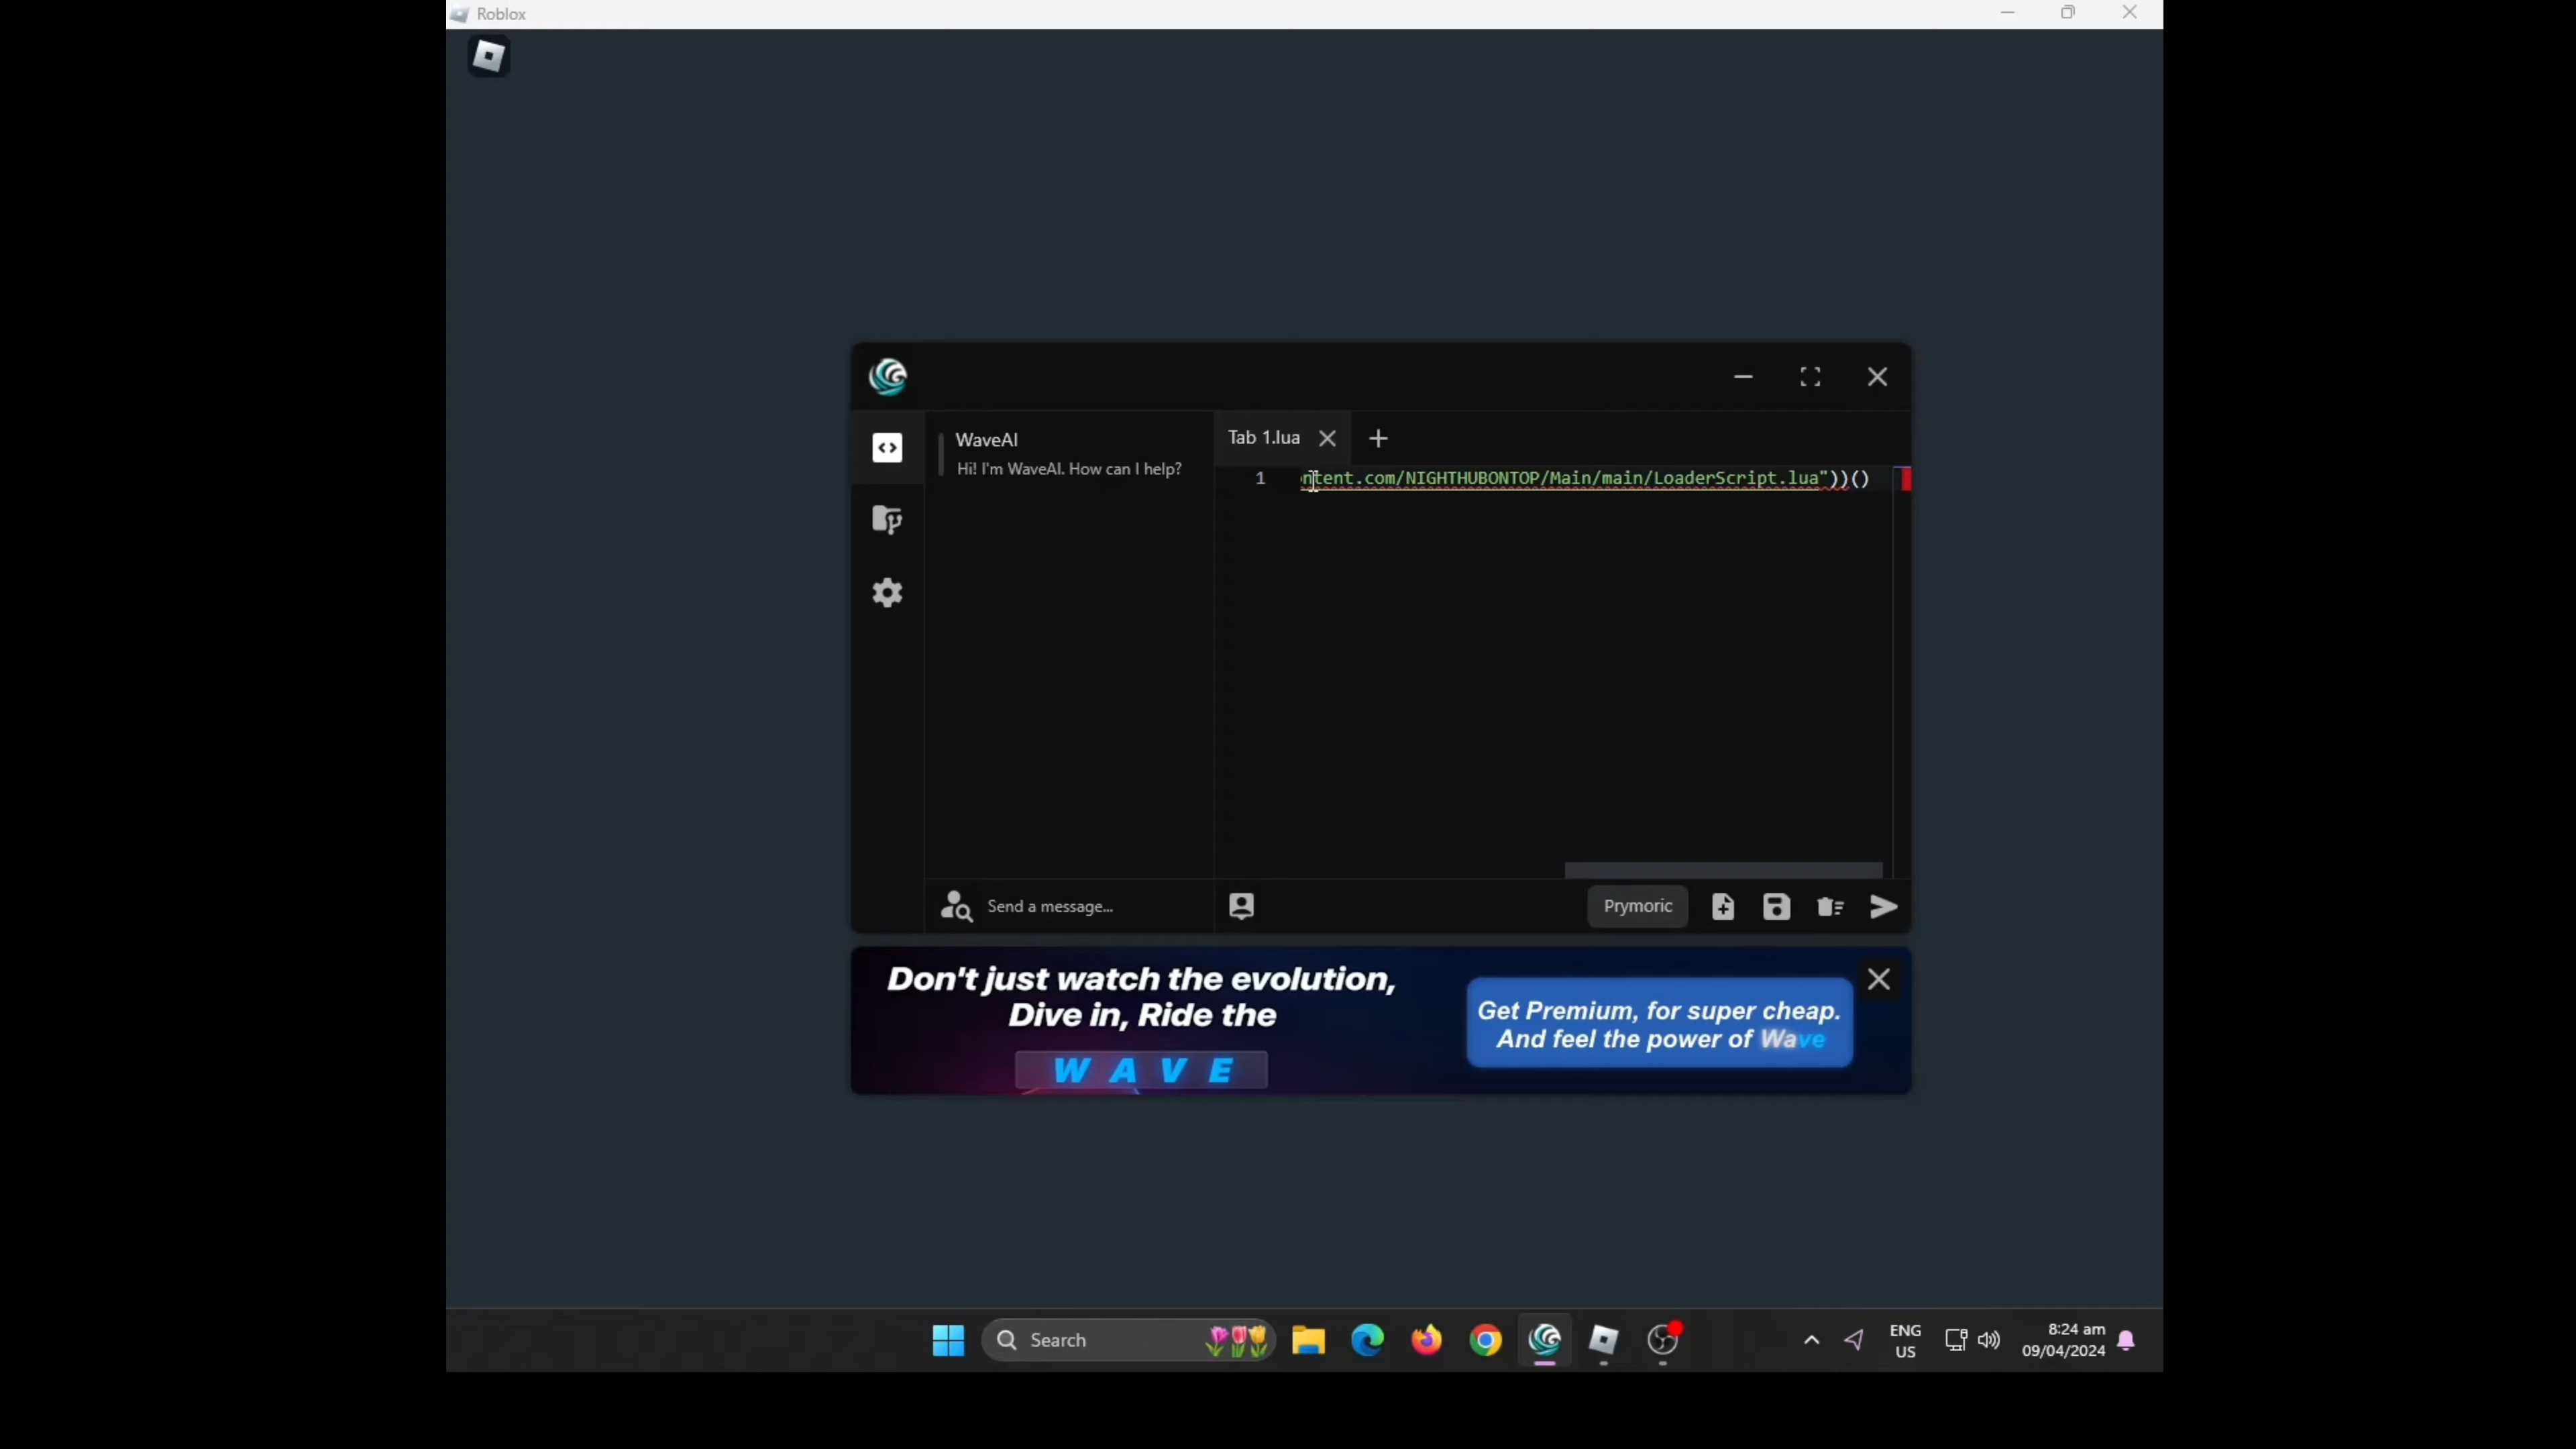 Roblox
WaveAI
Hi! I'm WaveAI. How can I help?
Tab 1.lua
1
ntent.com/NIGHTHUBONTOP/Main/main/LoaderScript.lua"))()
Send a message...
Prymoric
Don't just watch the evolution,
Dive in, Ride the
WAVE
Get Premium, for super cheap.
And feel the power of Wave
Search
ENG
US
8:24 am
09/04/2024